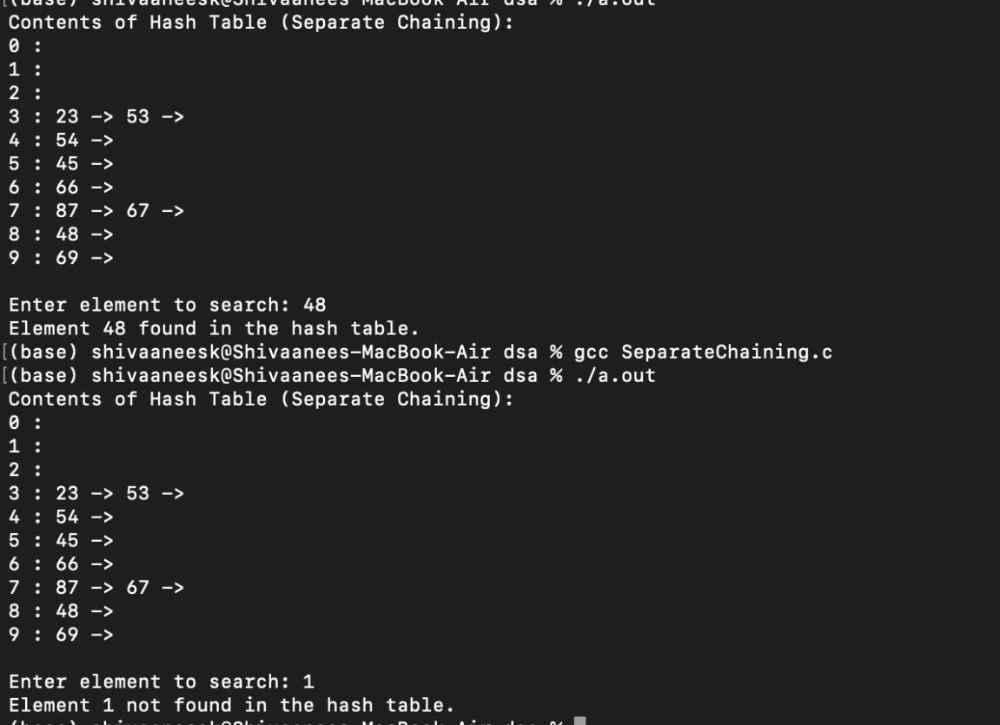 [(base) shivaaneesk@Shivaanees-MacBook-Air dsa % ./a.out
Contents of Hash Table (Separate Chaining):
0 :
1 :
2 :
3 : 23 -> 53 ->
4 : 54 ->
5 : 45 ->
6 : 66 ->
7 : 87 -> 67 ->
8 : 48 ->
9 : 69 ->
Enter element to search: 48
Element 48 found in the hash table.
[(base) shivaaneesk@Shivaanees-MacBook-Air dsa % gcc SeparateChaining.c
[(base) shivaaneesk@Shivaanees-MacBook-Air dsa % ./a.out
Contents of Hash Table (Separate Chaining):
0 :
1 :
2 :
3 : 23 -> 53 ->
4 : 54 ->
5 : 45 ->
6 : 66 ->
7 : 87 -> 67 ->
8 : 48 ->
9 : 69 ->
Enter element to search: 1
Element 1 not found in the hash table.
(base) shivaaneesk@Shivaanees-MacBook-Air dsa %